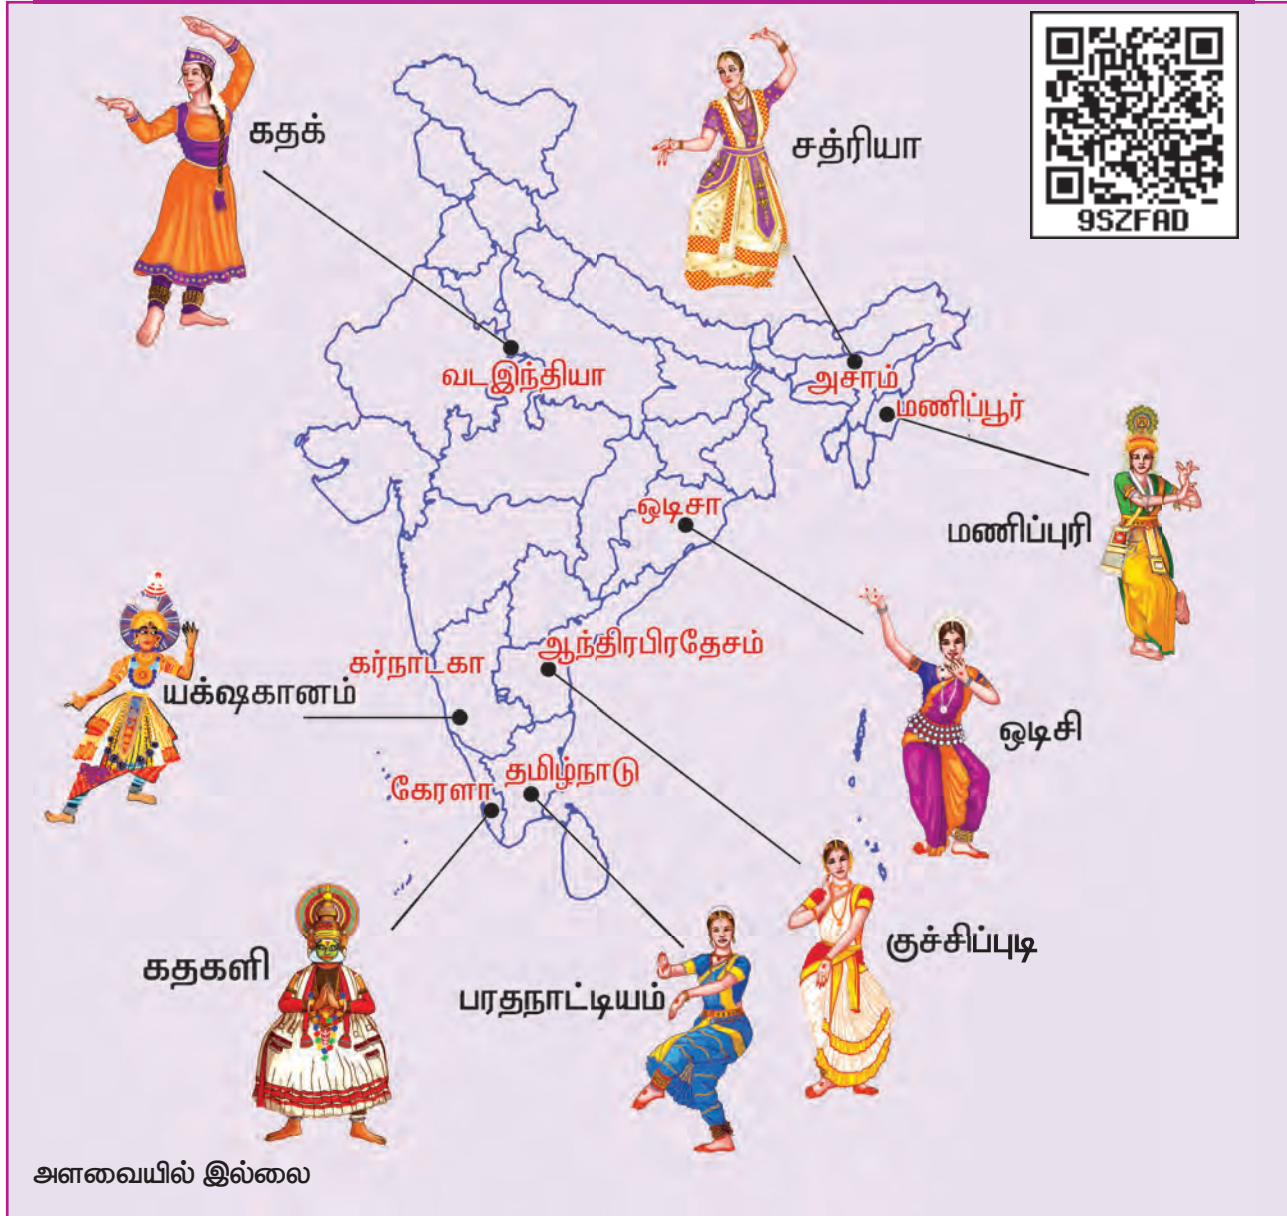 கதக்
சத்ரியா
9SZFAD
வடஇந்தியா
அசாம்
மணிப்பூர்
ஒடிசா
மணிப்புரி
கர்நாடகா
ஆந்திரபிரதேசம்
யக்ஷகானம்
ஒடிசி
கேரளா
தமிழ்நாடு
கதகளி
பரதநாட்டியம்
குச்சிப்புடி
அளவையில் இல்லை